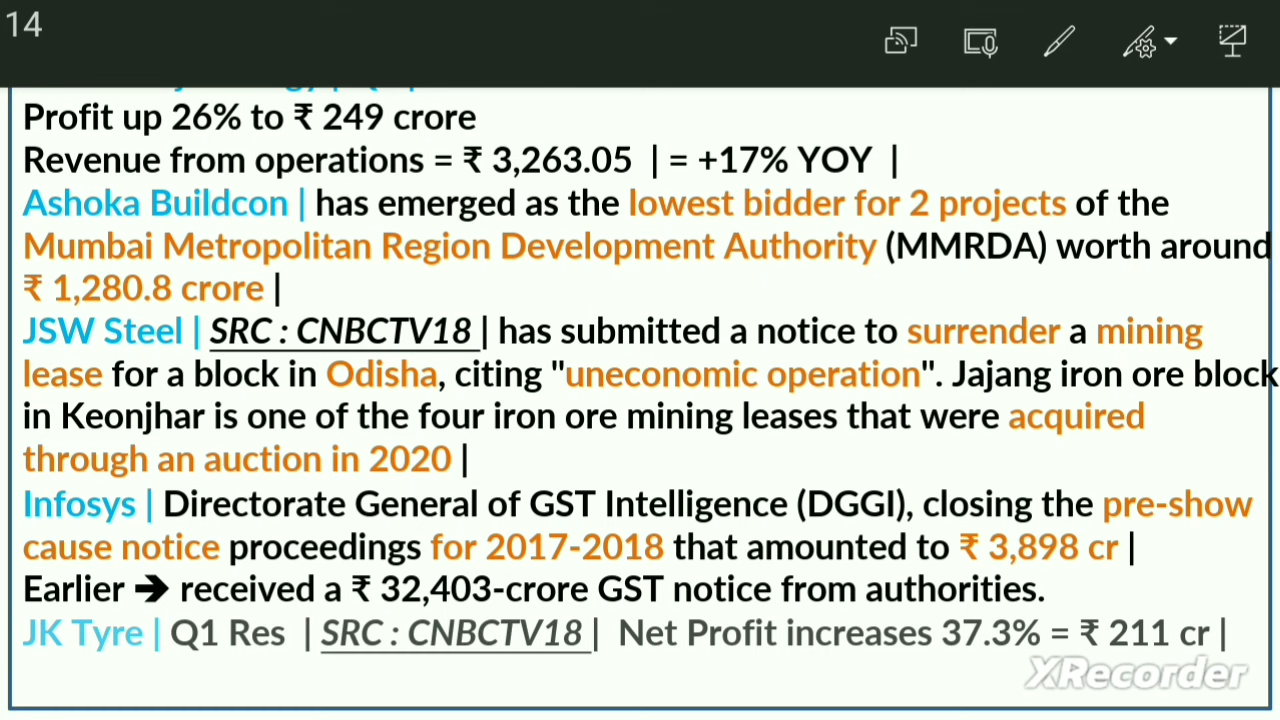 14
Profit up 26% to ₹ 249 crore
Revenue from operations = ₹ 3,263.05 | = +17% YOY |
Ashoka Buildcon | has emerged as the lowest bidder for 2 projects of the
Mumbai Metropolitan Region Development Authority (MMRDA) worth around
₹ 1,280.8 crore |
JSW Steel | SRC : CNBCTV18 | has submitted a notice to surrender a mining
lease for a block in Odisha, citing "uneconomic operation". Jajang iron ore block
in Keonjhar is one of the four iron ore mining leases that were acquired
through an auction in 2020 |
Infosys | Directorate General of GST Intelligence (DGGI), closing the pre-show
cause notice proceedings for 2017-2018 that amounted to ₹ 3,898 cr |
Earlier ➔ received a ₹ 32,403-crore GST notice from authorities.
JK Tyre | Q1 Res | SRC : CNBCTV18 | Net Profit increases 37.3% = ₹ 211 cr |
XRecorder